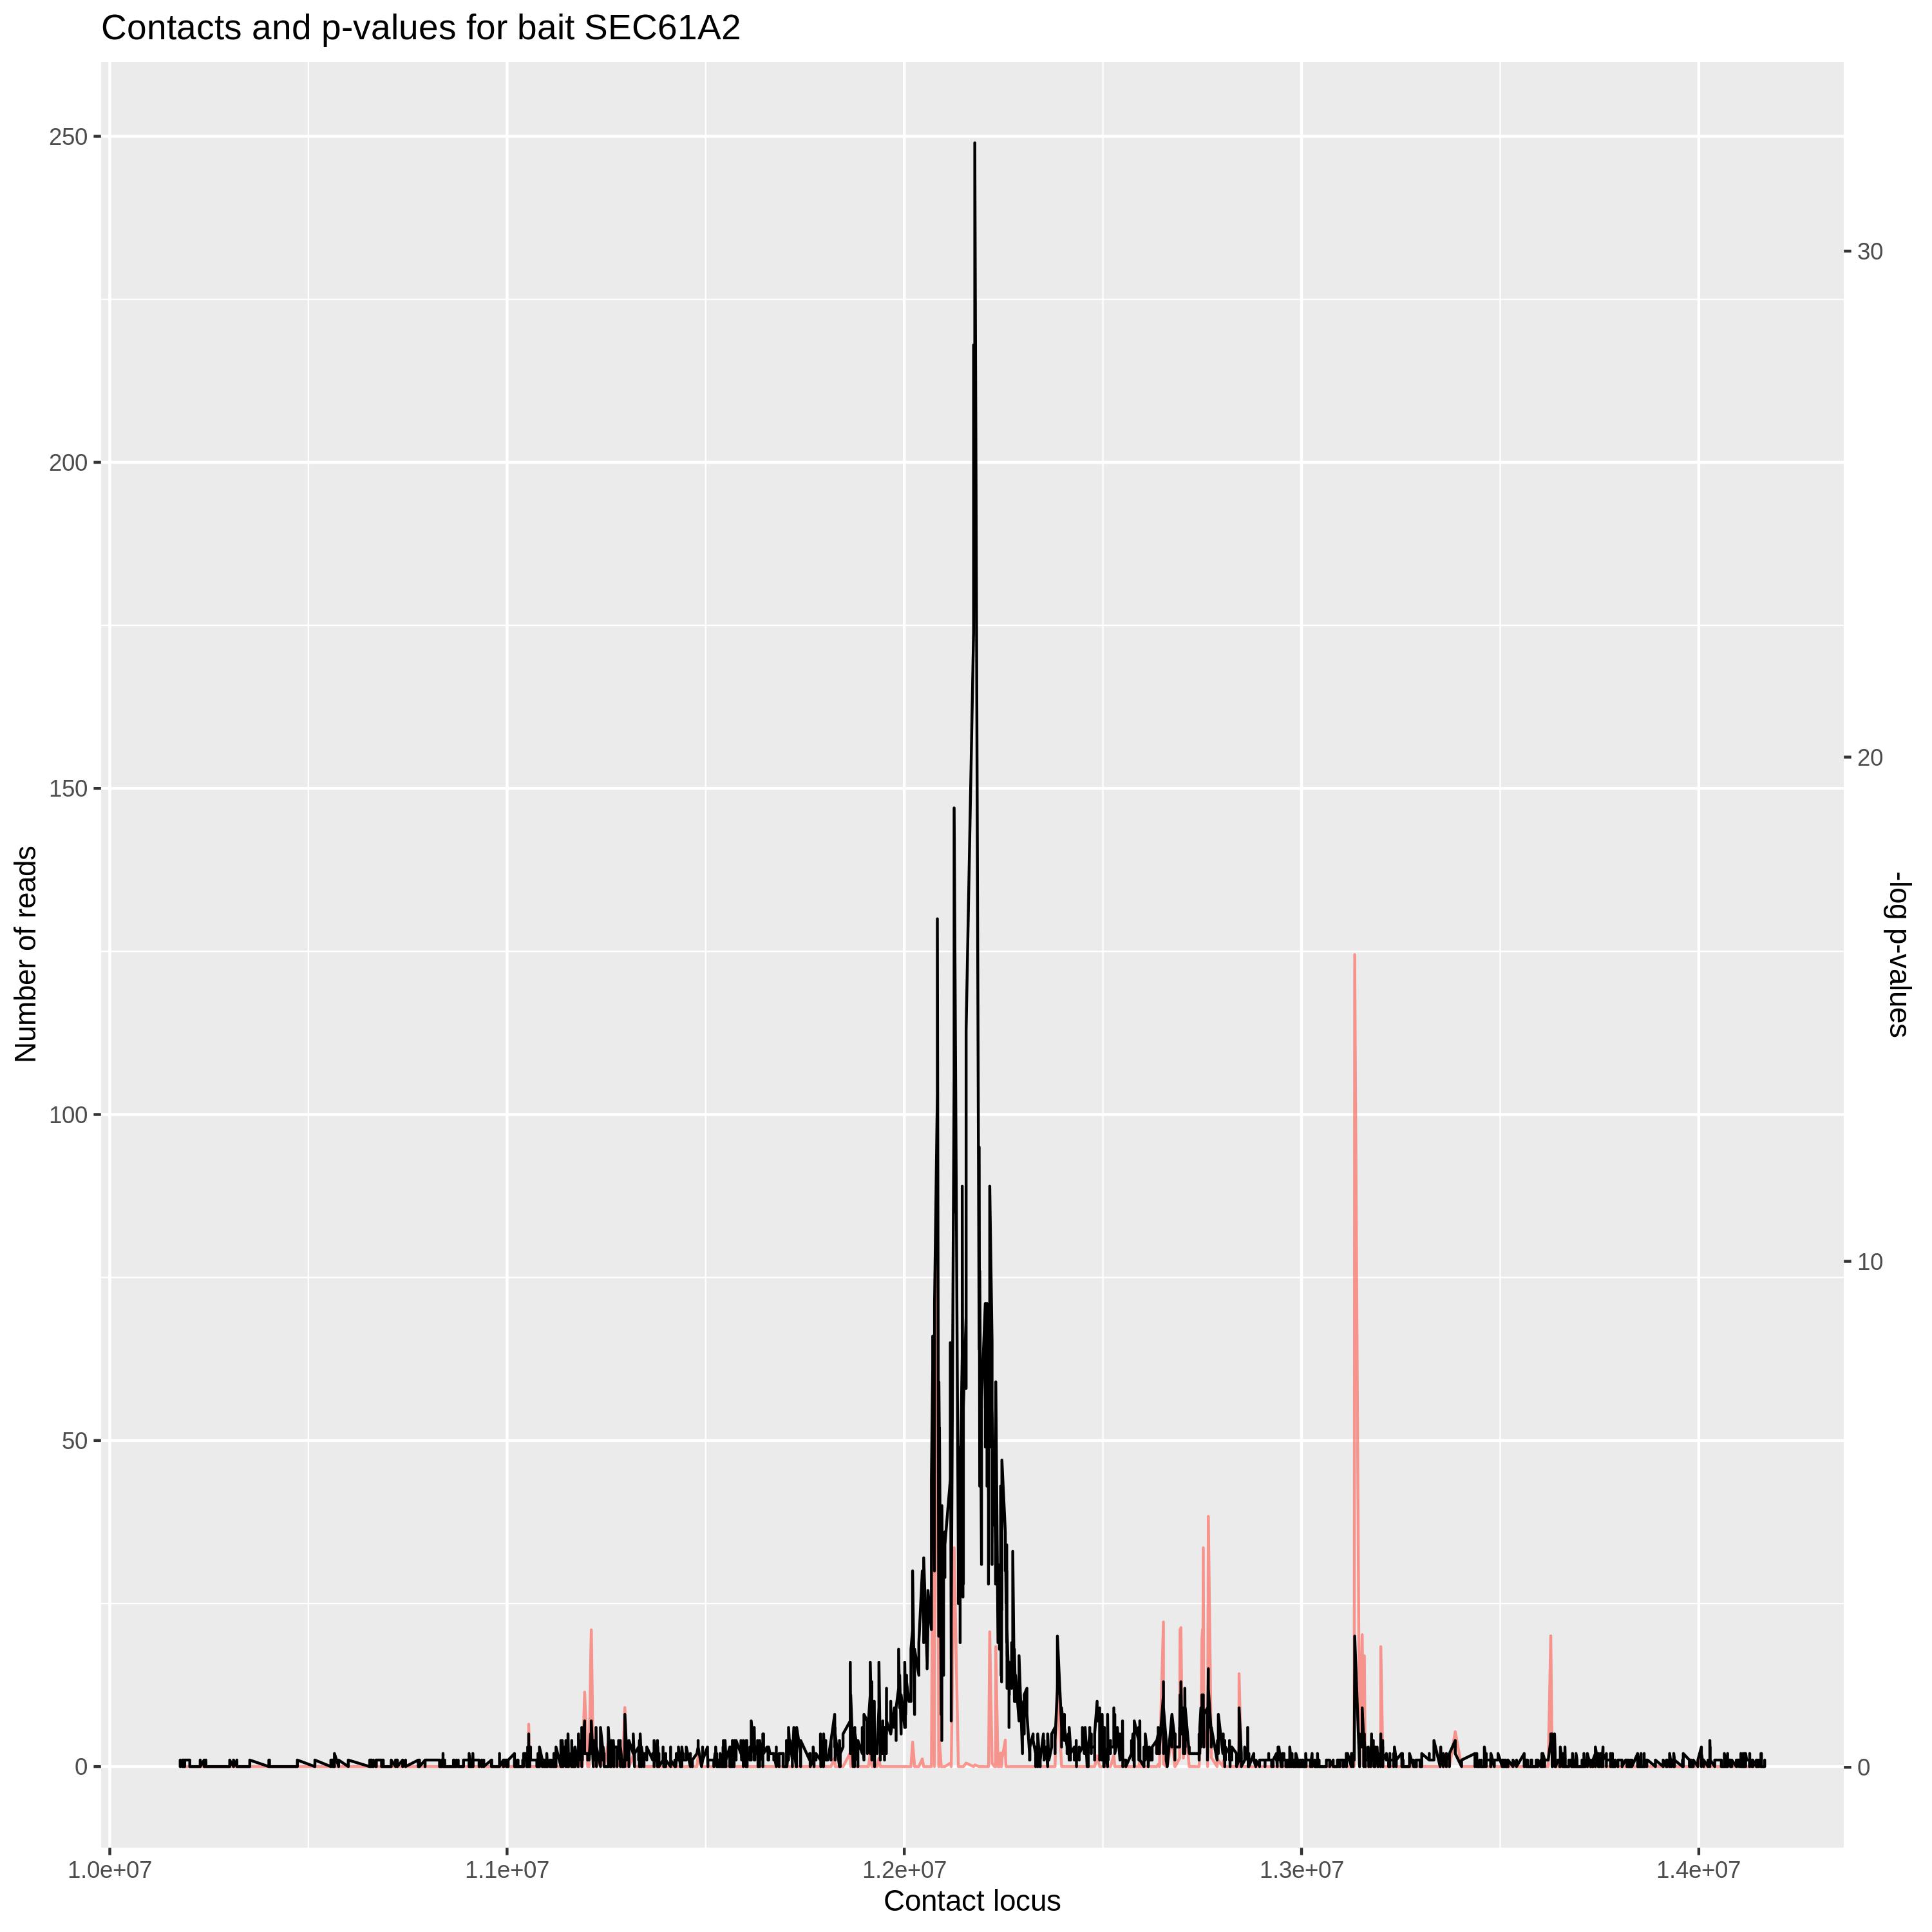 Contacts and p-values for bait SEC61A2
250
200
150
100
50
0
Number of reads
30
20
10
0
-log p-values
1.0e+07
1.1e+07
1.2e+07
1.3e+07
1.4e+07
Contact locus